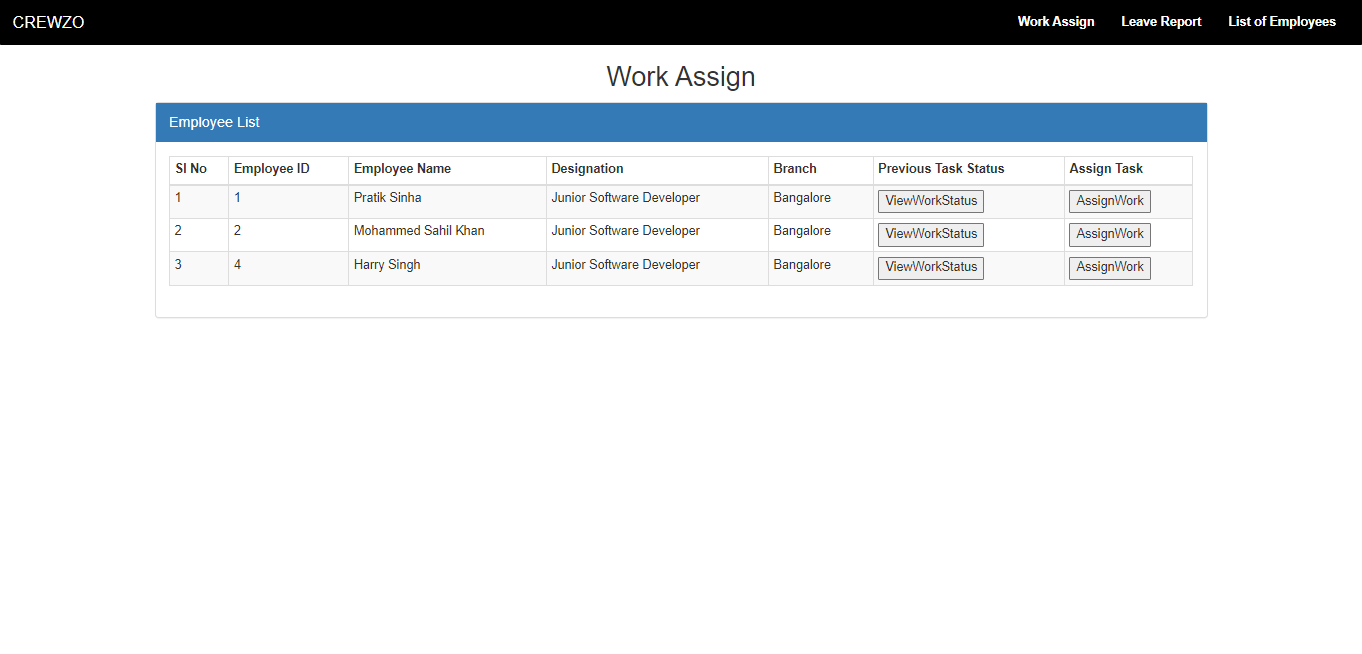 CREWZO Work Assign Leave Report List of Employees
Work Assign
Employee List
Sl No Employee ID Employee Name Designation Branch Previous Task Status Assign Task
1 1 Pratik Sinha Junior Software Developer Bangalore ViewWorkStatus AssignWork
2 2 Mohammed Sahil Khan Junior Software Developer Bangalore ViewWorkStatus AssignWork
3 4 Harry Singh Junior Software Developer Bangalore ViewWorkStatus AssignWork